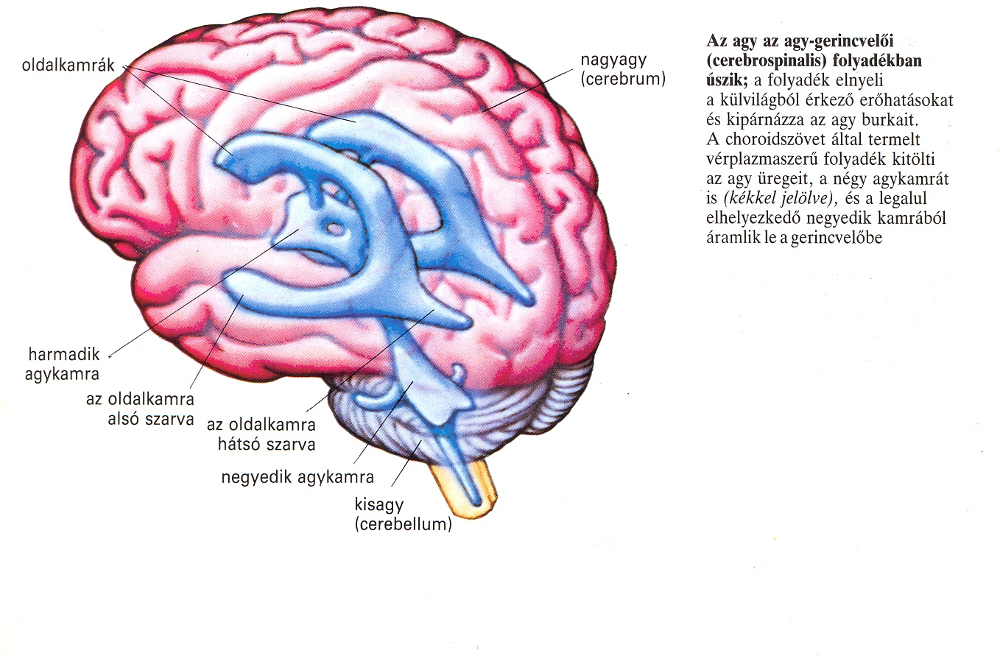 oldalkamrák
nagyagy
(cerebrum)
harmadik
agykamra
az oldalkamra
alsó szarva
az oldalkamra
hátsó szarva
negyedik agykamra
kisagy
(cerebellum)
Az agy az agy-gerincvelői
(cerebrospinalis) folyadékban
úszik; a folyadék elnyeli
a külvilágból érkező erőhatásokat
és kipárnázza az agy burkait.
A choroidszövet által termelt
vérplazmaszerű folyadék kitölti
az agy üregeit, a négy agykamrát
is (kékkel jelölve), és a legalul
elhelyezkedő negyedik kamrából
áramlik le a gerincvelőbe